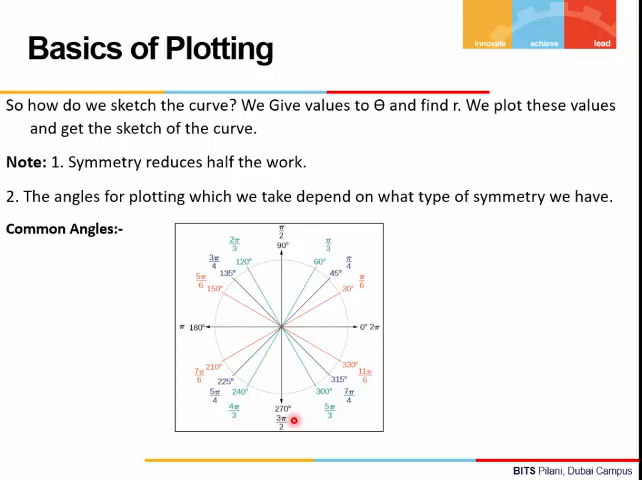 innovate achieve lead
Basics of Plotting
So how do we sketch the curve? We Give values to Ɵ and find r. We plot these values
and get the sketch of the curve.
Note: 1. Symmetry reduces half the work.
2. The angles for plotting which we take depend on what type of symmetry we have.
Common Angles:-
π/2
90°
2π/3 120°
π/3 60°
3π/4 135°
π/4 45°
5π/6 150°
π/6 30°
π 180°
0° 2π
7π/6 210°
330° 11π/6
5π/4 225°
315° 7π/4
4π/3 240°
300° 5π/3
270°
3π/2
BITS Pilani, Dubai Campus